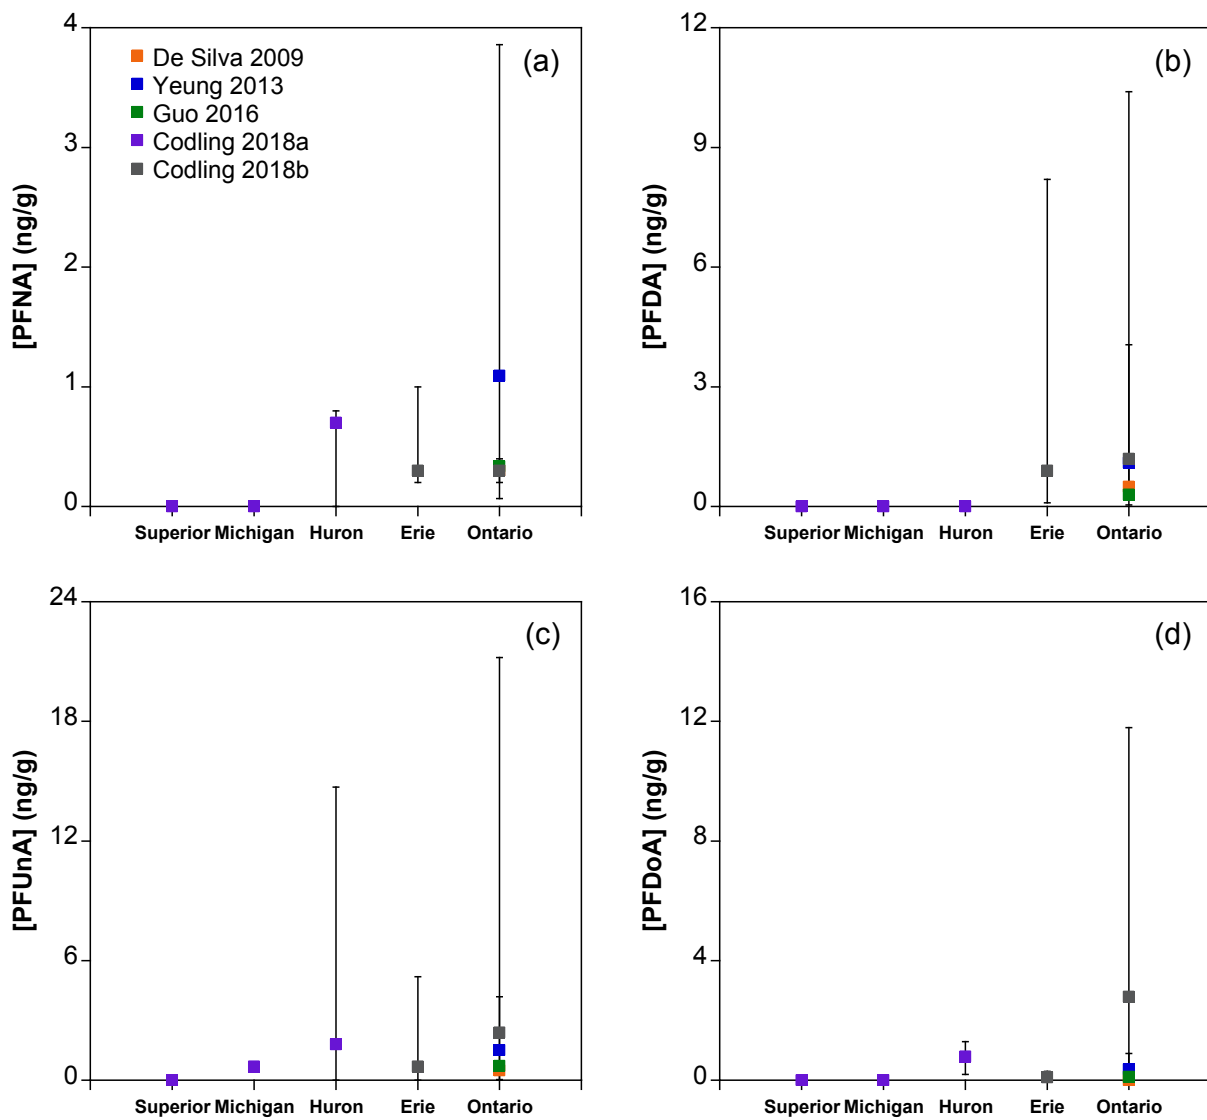 4
3
2
1
0
[PFNA] (ng/g)
De Silva 2009
Yeung 2013
Guo 2016
Codling 2018a
Codling 2018b
(a)
Superior Michigan Huron Erie Ontario
12
9
6
3
0
[PFDA] (ng/g)
(b)
Superior Michigan Huron Erie Ontario
24
18
12
6
0
[PFUnA] (ng/g)
(c)
Superior Michigan Huron Erie Ontario
16
12
8
4
0
[PFDoA] (ng/g)
(d)
Superior Michigan Huron Erie Ontario